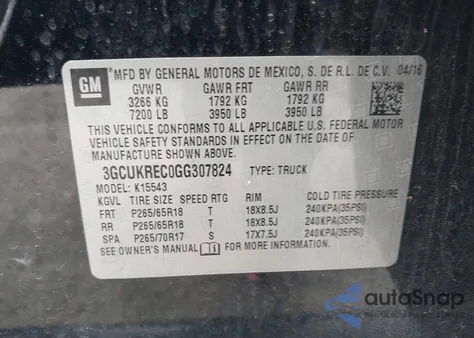 GM
MFD BY GENERAL MOTORS DE MEXICO, S. DE R.L. DE C.V. 04/16
GVWR GAWR FRT GAWR RR
3266 KG 1792 KG 1792 KG
7200 LB 3950 LB 3950 LB
THIS VEHICLE CONFORMS TO ALL APPLICABLE U.S. FEDERAL MOTOR
VEHICLE SAFETY STANDARDS IN EFFECT ON THE DATE OF
MANUFACTURE SHOWN ABOVE.
3GCUKREC0GG307824 TYPE: TRUCK
MODEL: K15543
KGVL TIRE SIZE SPEED RTG RIM COLD TIRE PRESSURE
FRT P265/65R18 T 18X8.5J 240KPA(35PSI)
RR P265/65R18 T 18X8.5J 240KPA(35PSI)
SPA P265/70R17 S 17X7.5J 240KPA(35PSI)
SEE OWNER'S MANUAL FOR MORE INFORMATION.
autoSnap